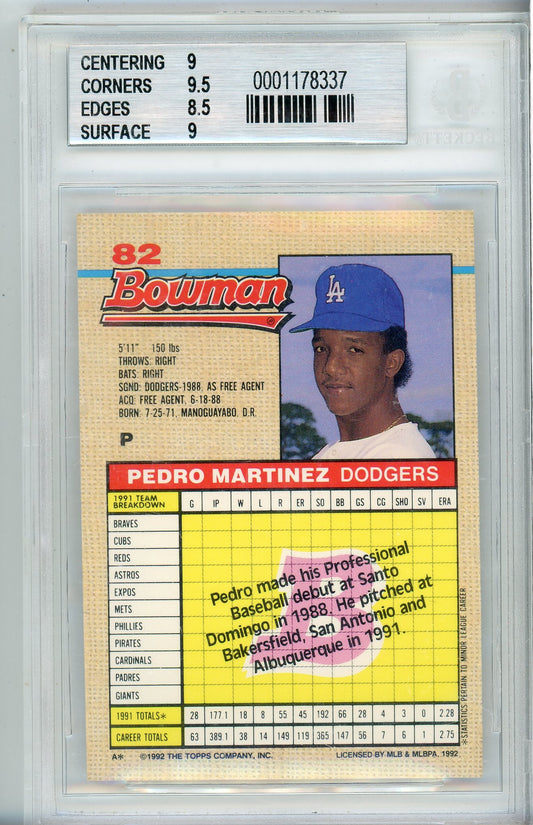 CENTERING 9
CORNERS 9.5
EDGES 8.5
SURFACE 9
0001178337
B
BECKETT
82
Bowman
LA
5'11" 150 lbs
THROWS: RIGHT
BATS: RIGHT
SGND: DODGERS-1988, AS FREE AGENT
ACQ: FREE AGENT, 6-18-88
BORN: 7-25-71, MANOGUAYABO, D.R.
P
PEDRO MARTINEZ DODGERS
1991 TEAM BREAKDOWN G IP W L R ER SO BB GS CG SHO SV ERA
BRAVES
CUBS
REDS
ASTROS
EXPOS
METS
PHILLIES
PIRATES
CARDINALS
PADRES
GIANTS
B
Pedro made his Professional
Baseball debut at Santo
Domingo in 1988. He pitched at
Bakersfield, San Antonio and
Albuquerque in 1991.
1991 TOTALS* 28 177.1 18 8 55 45 192 66 28 4 3 0 2.28
CAREER TOTALS 63 389.1 38 14 149 119 365 147 56 7 6 1 2.75
*STATISTICS PERTAIN TO MINOR LEAGUE CAREER
A* ©1992 THE TOPPS COMPANY, INC. LICENSED BY MLB & MLBPA, 1992